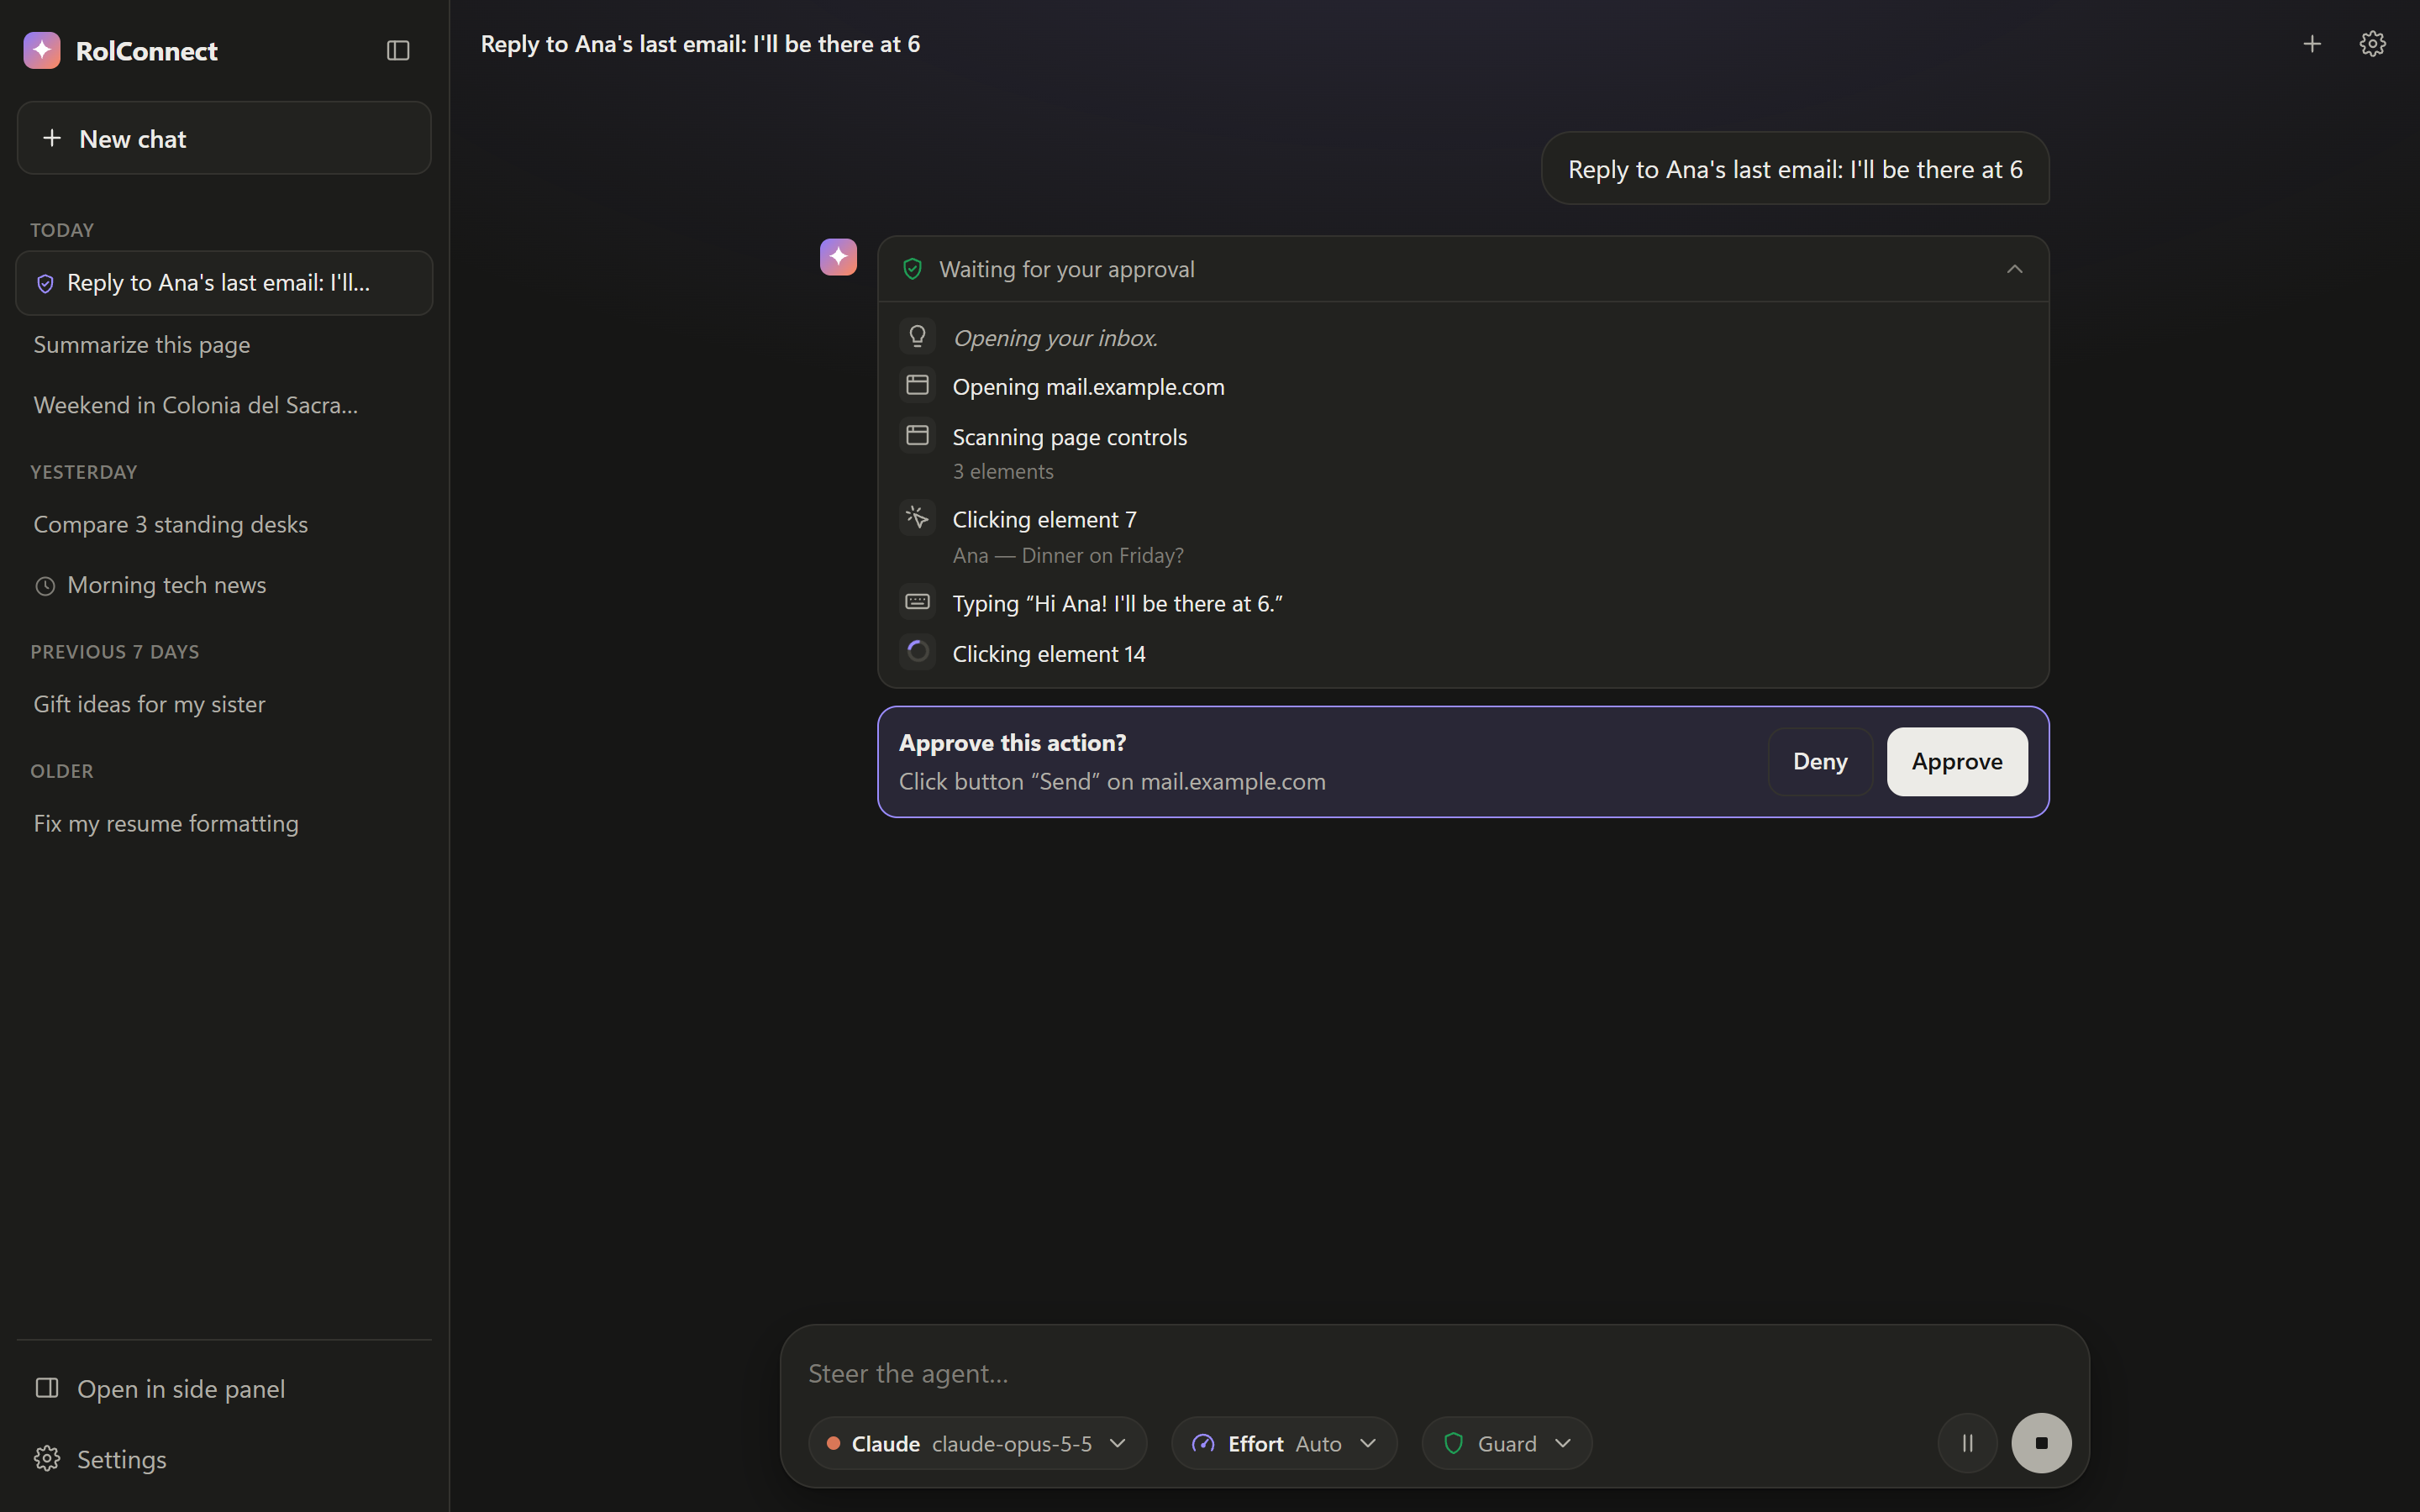 RolConnect
New chat
TODAY
Reply to Ana's last email: I'll...
Summarize this page
Weekend in Colonia del Sacra...
YESTERDAY
Compare 3 standing desks
Morning tech news
PREVIOUS 7 DAYS
Gift ideas for my sister
OLDER
Fix my resume formatting
Open in side panel
Settings
Reply to Ana's last email: I'll be there at 6
Reply to Ana's last email: I'll be there at 6
Waiting for your approval
Opening your inbox.
Opening mail.example.com
Scanning page controls
3 elements
Clicking element 7
Ana — Dinner on Friday?
Typing “Hi Ana! I'll be there at 6.”
Clicking element 14
Approve this action?
Click button “Send” on mail.example.com
Deny
Approve
Steer the agent...
Claude claude-opus-5-5
Effort Auto
Guard